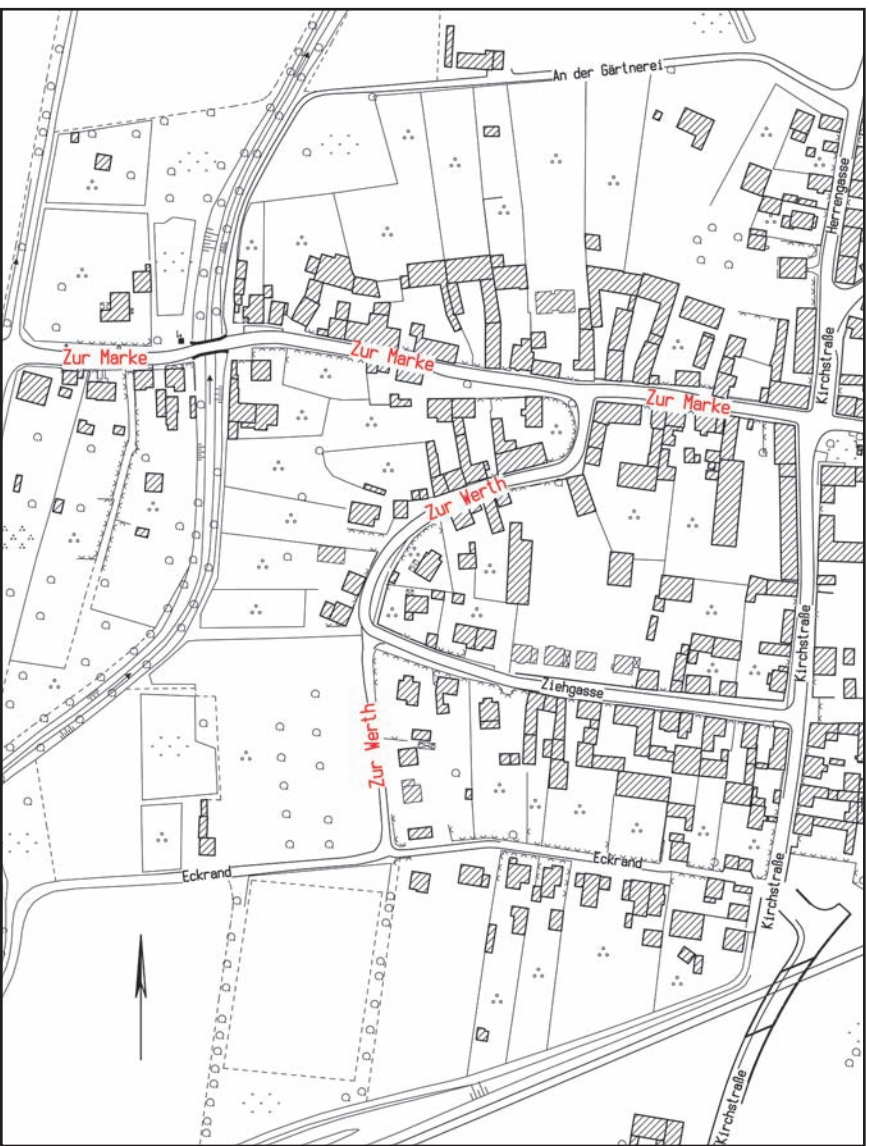 An der Gärtnerei
Herrengasse
Kirchstraße
Zur Marke
Zur Marke
Zur Marke
Zur Werth
Kirchstraße
Ziehgasse
Zur Werth
Eckrand
Eckrand
Kirchstraße
Kirchstraße